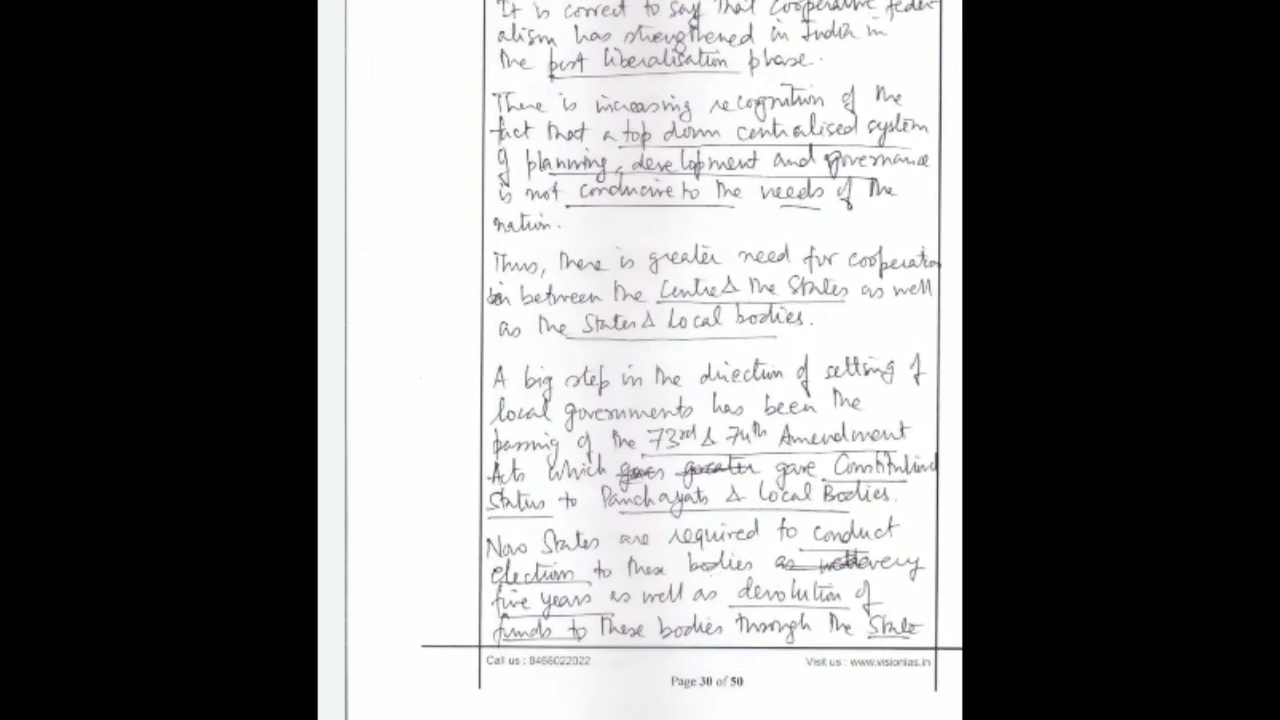 It is correct to say that cooperative feder
alism has strengthened in India in
the post liberalisation phase.
There is increasing recognition of the
fact that a top down centralised system
of planning, development and governance
is not conducive to the needs of the
nation.
Thus, there is greater need for cooperation
between the Centre & the States as well
as the States & Local bodies.
A big step in the direction of setting of
local governments has been the
passing of the 73rd & 74th Amendment
Acts which gave Constitutional
Status to Panchayats & Local Bodies.
Now States are required to conduct
election to these bodies every
five years as well as devolution of
funds to these bodies through the State
Call us : 8468022022 Visit us : www.visionias.in
Page 30 of 50